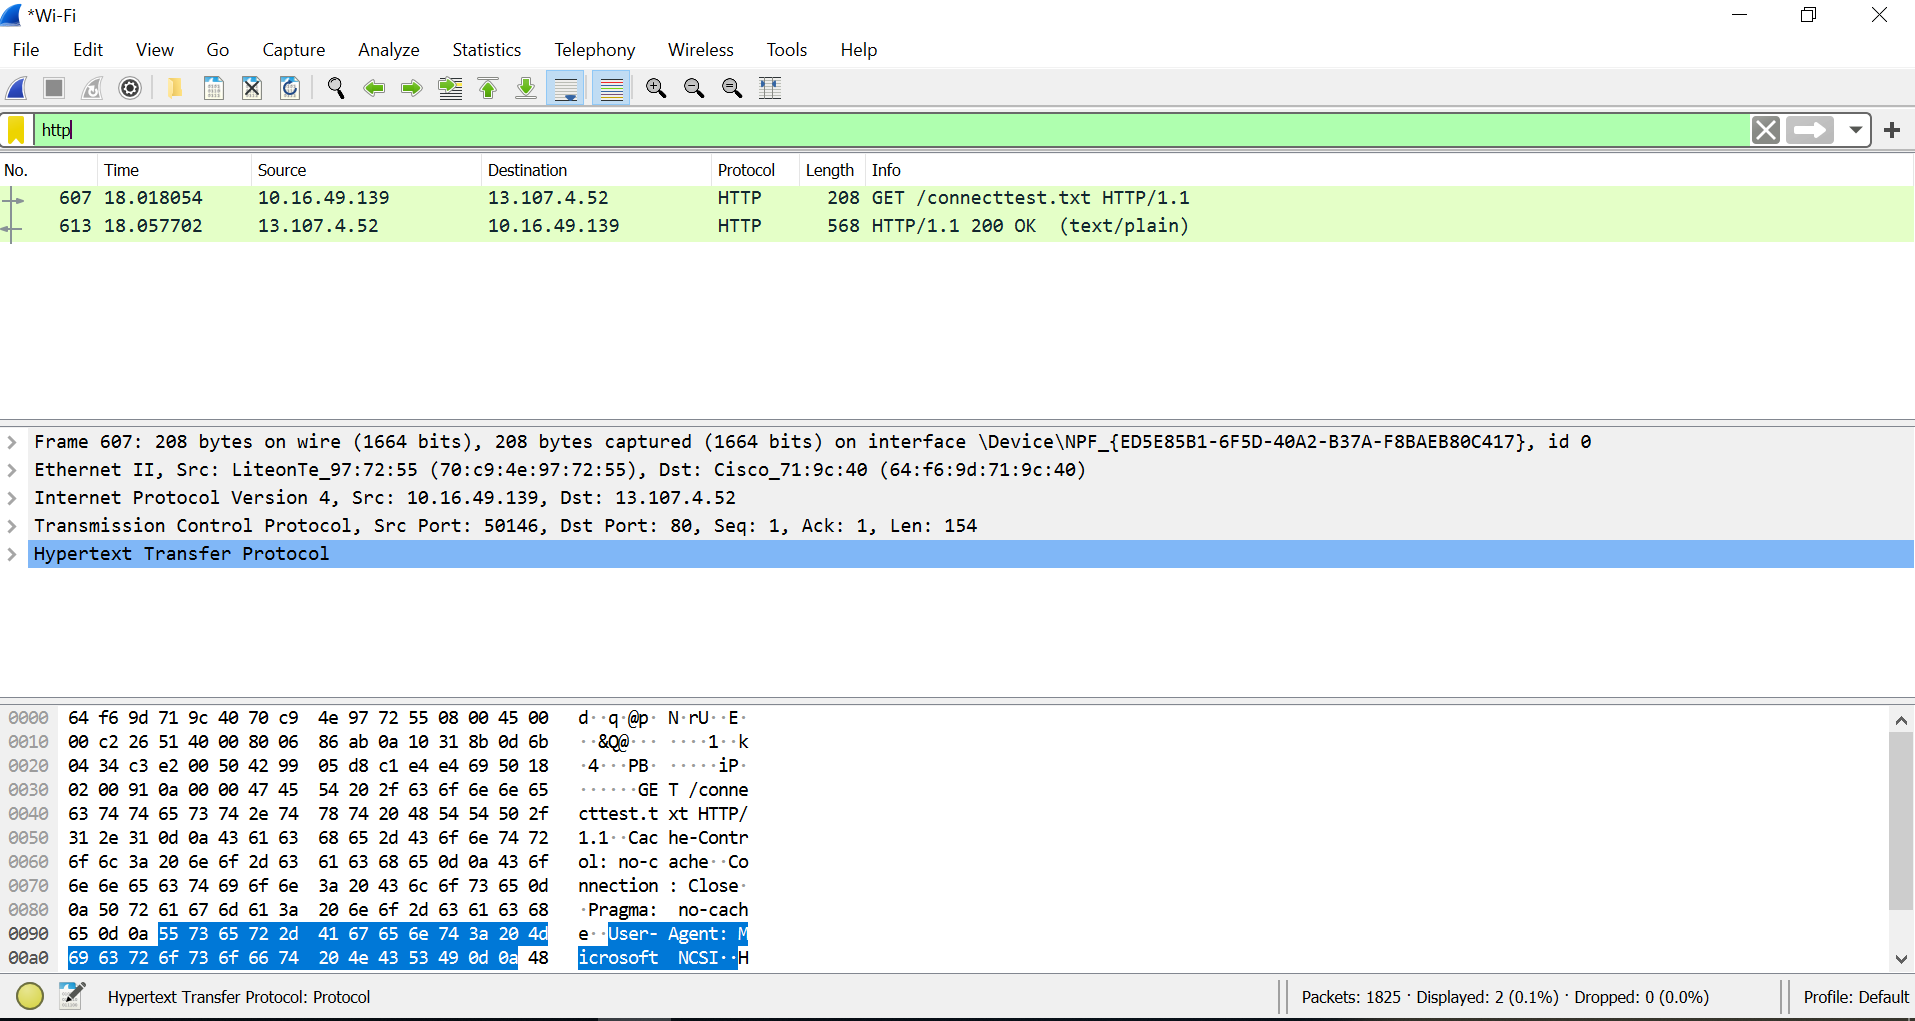 *Wi-Fi
File Edit View Go Capture Analyze Statistics Telephony Wireless Tools Help
http
No. Time Source Destination Protocol Length Info
607 18.018054 10.16.49.139 13.107.4.52 HTTP 208 GET /connecttest.txt HTTP/1.1
613 18.057702 13.107.4.52 10.16.49.139 HTTP 568 HTTP/1.1 200 OK (text/plain)
Frame 607: 208 bytes on wire (1664 bits), 208 bytes captured (1664 bits) on interface \Device\NPF_{ED5E85B1-6F5D-40A2-B37A-F8BAEB80C417}, id 0
Ethernet II, Src: LiteonTe_97:72:55 (70:c9:4e:97:72:55), Dst: Cisco_71:9c:40 (64:f6:9d:71:9c:40)
Internet Protocol Version 4, Src: 10.16.49.139, Dst: 13.107.4.52
Transmission Control Protocol, Src Port: 50146, Dst Port: 80, Seq: 1, Ack: 1, Len: 154
Hypertext Transfer Protocol
0000 64 f6 9d 71 9c 40 70 c9 4e 97 72 55 08 00 45 00 d··q·@p· N·rU··E·
0010 00 c2 26 51 40 00 80 06 86 ab 0a 10 31 8b 0d 6b ··&Q@··· ····1··k
0020 04 34 c3 e2 00 50 42 99 05 d8 c1 e4 e4 69 50 18 ·4···PB· ·····iP·
0030 02 00 91 0a 00 00 47 45 54 20 2f 63 6f 6e 6e 65 ······GE T /conne
0040 63 74 74 65 73 74 2e 74 78 74 20 48 54 54 50 2f cttest.t xt HTTP/
0050 31 2e 31 0d 0a 43 61 63 68 65 2d 43 6f 6e 74 72 1.1··Cac he-Contr
0060 6f 6c 3a 20 6e 6f 2d 63 61 63 68 65 0d 0a 43 6f ol: no-c ache··Co
0070 6e 6e 65 63 74 69 6f 6e 3a 20 43 6c 6f 73 65 0d nnection : Close·
0080 0a 50 72 61 67 6d 61 3a 20 6e 6f 2d 63 61 63 68 ·Pragma: no-cach
0090 65 0d 0a 55 73 65 72 2d 41 67 65 6e 74 3a 20 4d e··User- Agent: M
00a0 69 63 72 6f 73 6f 66 74 20 4e 43 53 49 0d 0a 48 icrosoft NCSI··H
Hypertext Transfer Protocol: Protocol Packets: 1825 · Displayed: 2 (0.1%) · Dropped: 0 (0.0%) Profile: Default